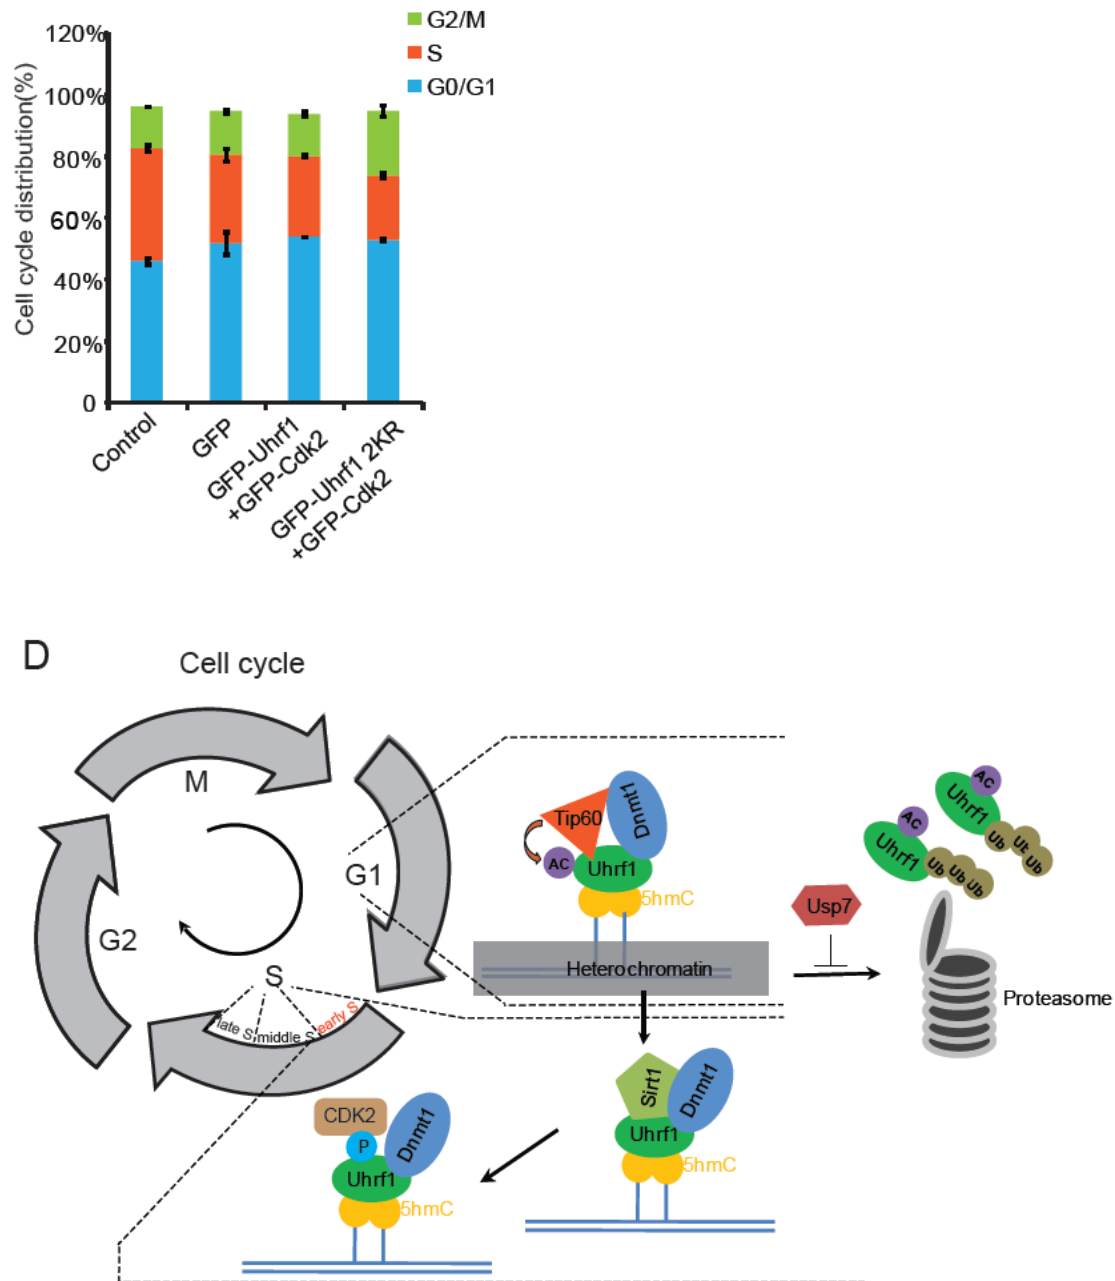 G2/M
S
G0/G1
Cell cycle distribution(%)
120%
100%
80%
60%
40%
20%
0
Control
GFP
GFP-Uhrf1
+GFP-Cdk2
GFP-Uhrf1 2KR
+GFP-Cdk2
D
Cell cycle
M
G1
G2
S
late S
middle S
early S
Tip60
Dnmt1
AC
Uhrf1
5hmC
Heterochromatin
Usp7
AC
Uhrf1
Ub
Ub
Ub
AC
Uhrf1
Ub
Ut
Ub
Proteasome
Sirt1
Dnmt1
Uhrf1
5hmC
CDK2
P
Dnmt1
Uhrf1
5hmC